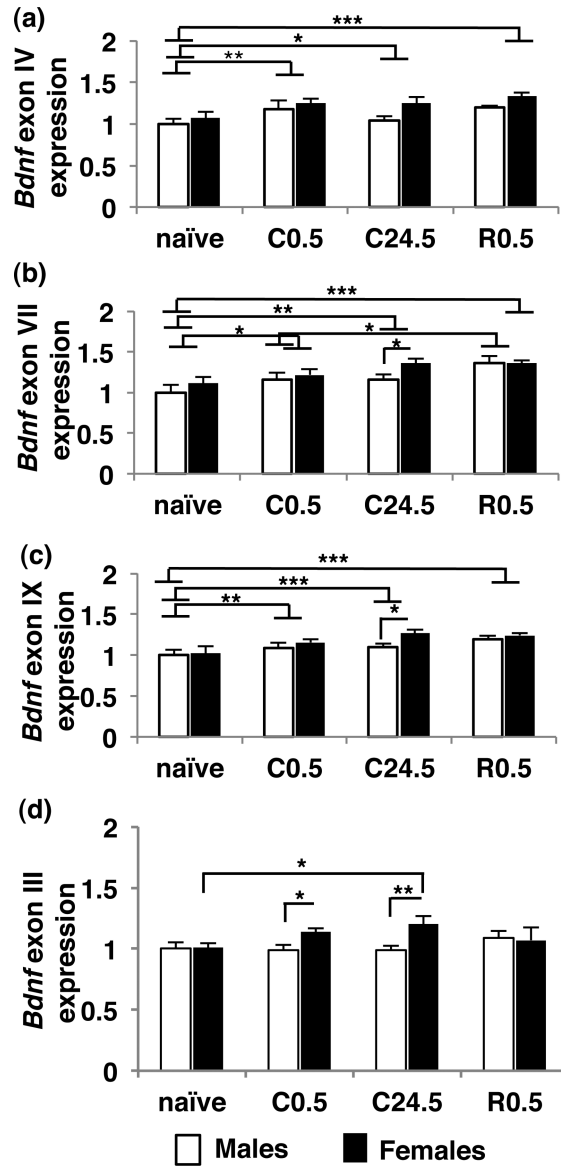 (a)
Bdnf exon IV
expression
***
*
**
2
1.5
1
0.5
0
naïve C0.5 C24.5 R0.5
(b)
Bdnf exon VII
expression
***
**
*
*
*
2
1.5
1
0.5
0
naïve C0.5 C24.5 R0.5
(c)
Bdnf exon IX
expression
***
***
**
*
2
1.5
1
0.5
0
naïve C0.5 C24.5 R0.5
(d)
Bdnf exon III
expression
*
*
**
2
1.5
1
0.5
0
naïve C0.5 C24.5 R0.5
Males Females